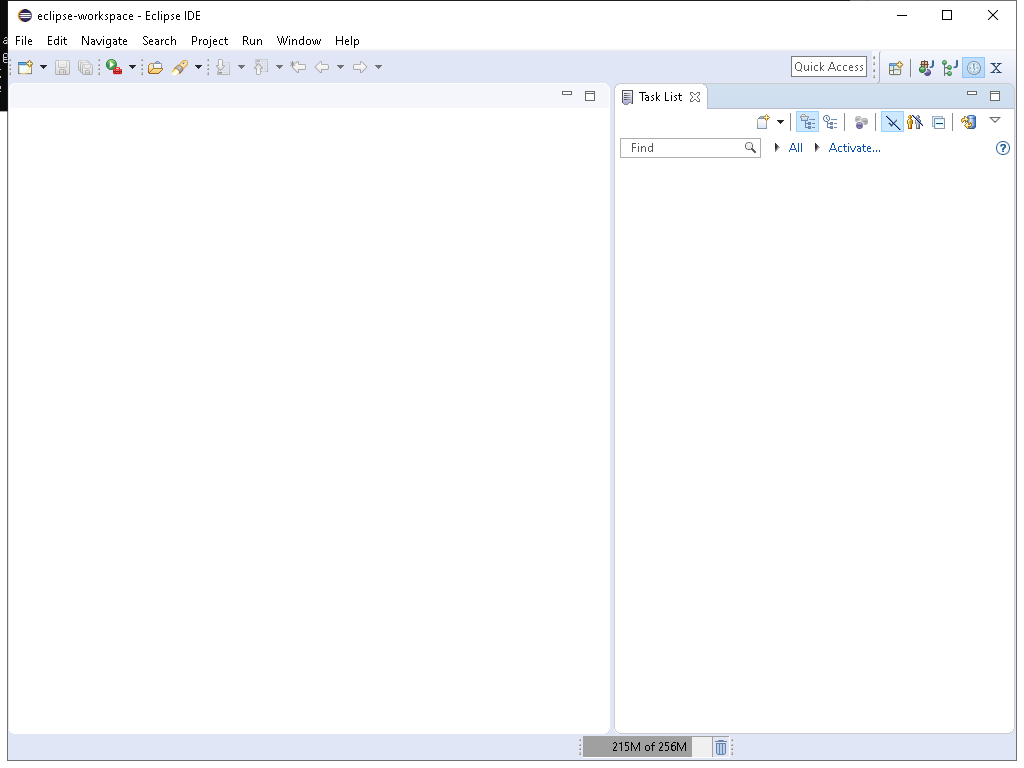 eclipse-workspace - Eclipse IDE
File Edit Navigate Search Project Run Window Help
Quick Access
Task List
Find All Activate...
215M of 256M